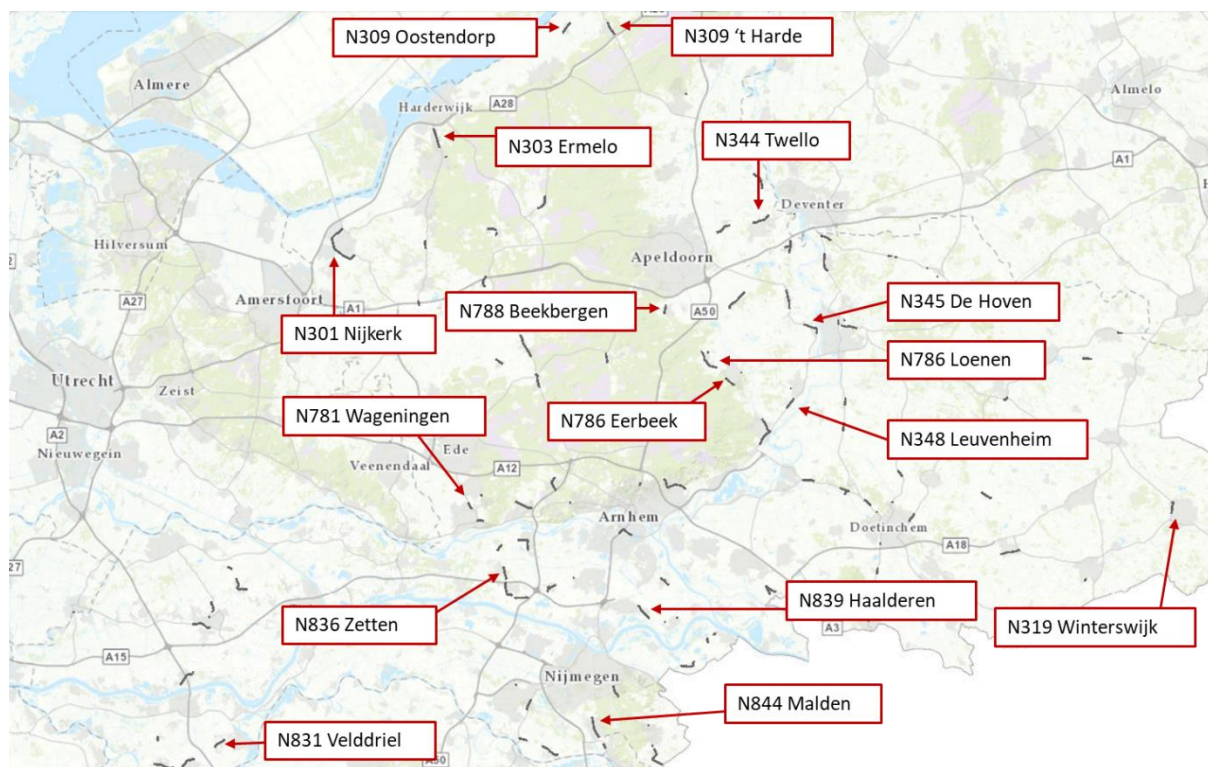 N309 Oostendorp
N309 ‘t Harde
A28
Almere
Harderwijk
A28
Almelo
N303 Ermelo
N344 Twello
A1
Deventer
Hilversum
Apeldoorn
A27
Amersfoort
A1
N788 Beekbergen
A50
N345 De Hoven
N301 Nijkerk
N786 Loenen
Utrecht
Zeist
N781 Wageningen
N786 Eerbeek
A2
Nieuwegein
Ede
Veenendaal
A12
N348 Leuvenheim
Arnhem
Doetinchem
A18
27
N836 Zetten
N839 Haalderen
A3
N319 Winterswijk
A15
Nijmegen
N844 Malden
N831 Velddriel
A50